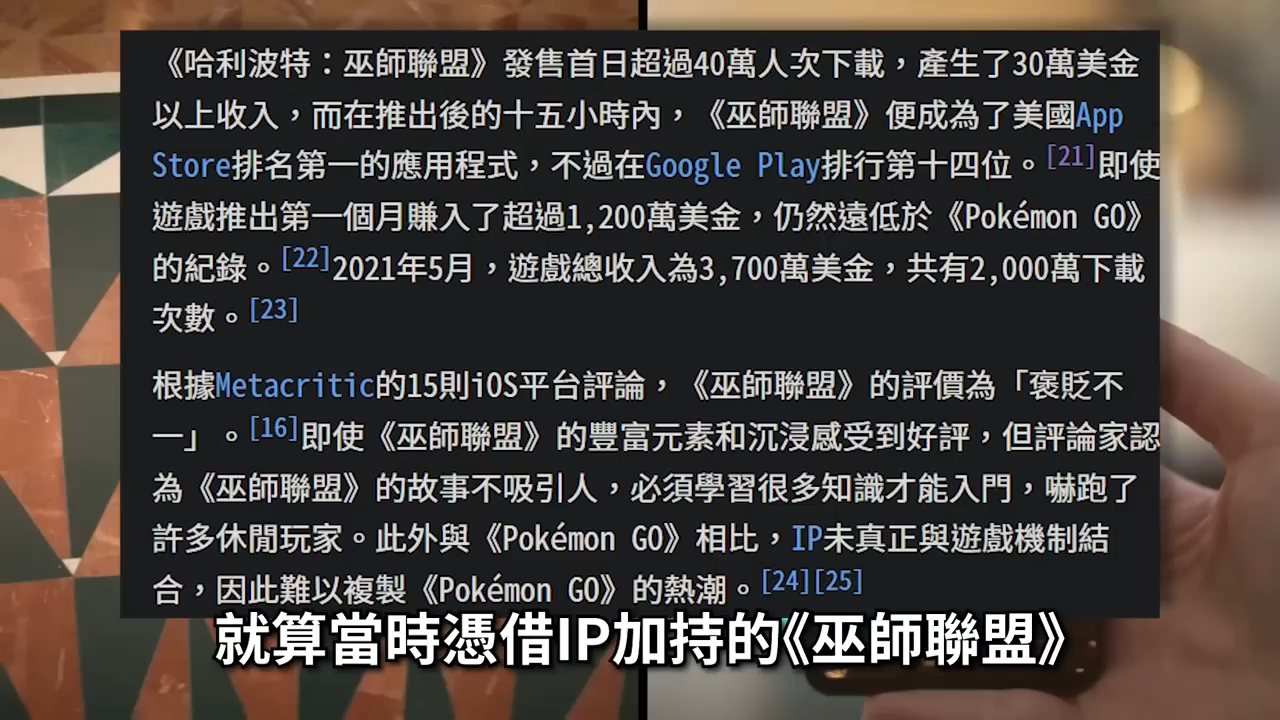 《哈利波特：巫師聯盟》發售首日超過40萬人次下載，產生了30萬美金
以上收入，而在推出後的十五小時內，《巫師聯盟》便成為了美國App
Store排名第一的應用程式，不過在Google Play排行第十四位。[21]即使
遊戲推出第一個月賺入了超過1,200萬美金，仍然遠低於《Pokémon GO》
的紀錄。[22]2021年5月，遊戲總收入為3,700萬美金，共有2,000萬下載
次數。[23]
根據Metacritic的15則iOS平台評論，《巫師聯盟》的評價為「褒貶不
一」。[16]即使《巫師聯盟》的豐富元素和沉浸感受到好評，但評論家認
為《巫師聯盟》的故事不吸引人，必須學習很多知識才能入門，嚇跑了
許多休閒玩家。此外與《Pokémon GO》相比，IP未真正與遊戲機制結
合，因此難以複製《Pokémon GO》的熱潮。[24][25]
就算當時憑借IP加持的《巫師聯盟》